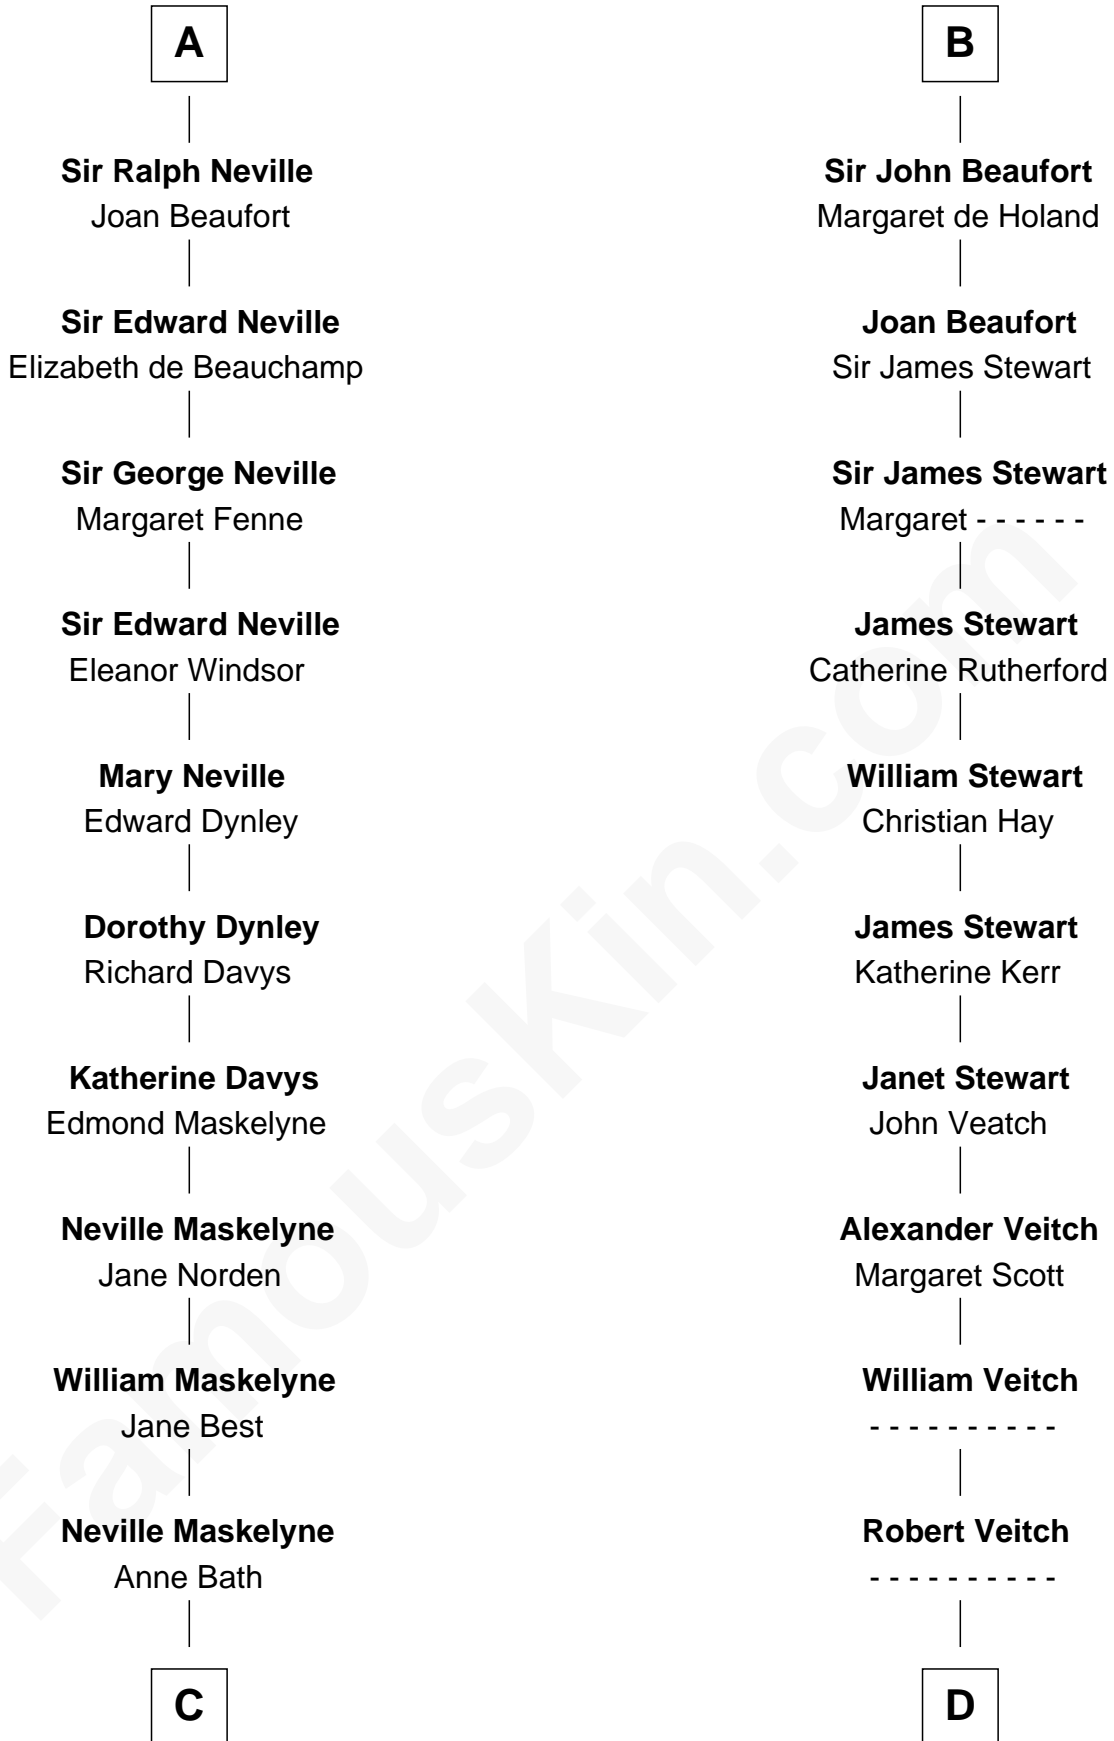 A
Sir Ralph Neville
Joan Beaufort
Sir Edward Neville
Elizabeth de Beauchamp
Sir George Neville
Margaret Fenne
Sir Edward Neville
Eleanor Windsor
Mary Neville
Edward Dynley
Dorothy Dynley
Richard Davys
Katherine Davys
Edmond Maskelyne
Neville Maskelyne
Jane Norden
William Maskelyne
Jane Best
Neville Maskelyne
Anne Bath
C
B
Sir John Beaufort
Margaret de Holand
Joan Beaufort
Sir James Stewart
Sir James Stewart
Margaret - - - - - -
James Stewart
Catherine Rutherford
William Stewart
Christian Hay
James Stewart
Katherine Kerr
Janet Stewart
John Veatch
Alexander Veitch
Margaret Scott
William Veitch
- - - - - - - - - -
Robert Veitch
- - - - - - - - - -
D
FamousKin.com